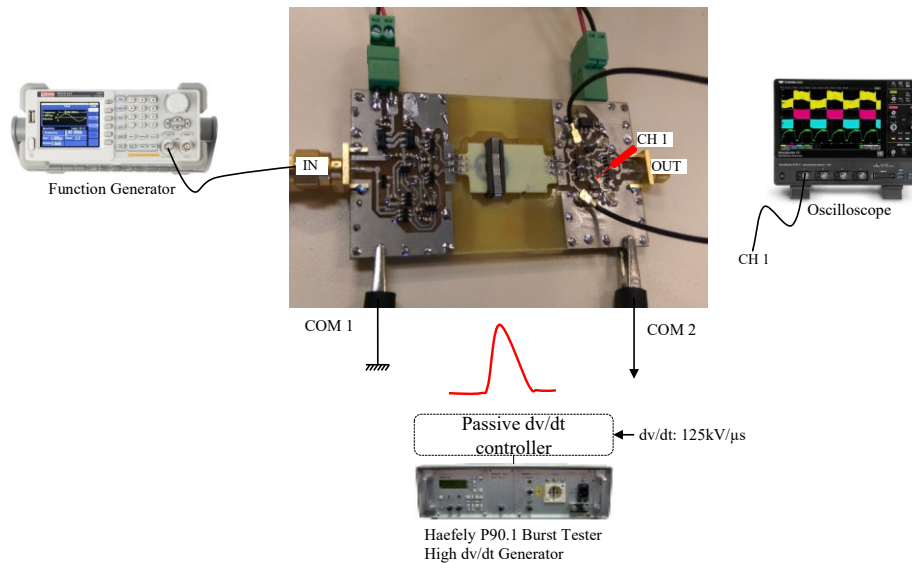 CH 1
IN
OUT
Function Generator
Oscilloscope
CH 1
COM 1
COM 2
Passive dv/dt
controller
dv/dt: 125kV/µs
Haefely P90.1 Burst Tester
High dv/dt Generator